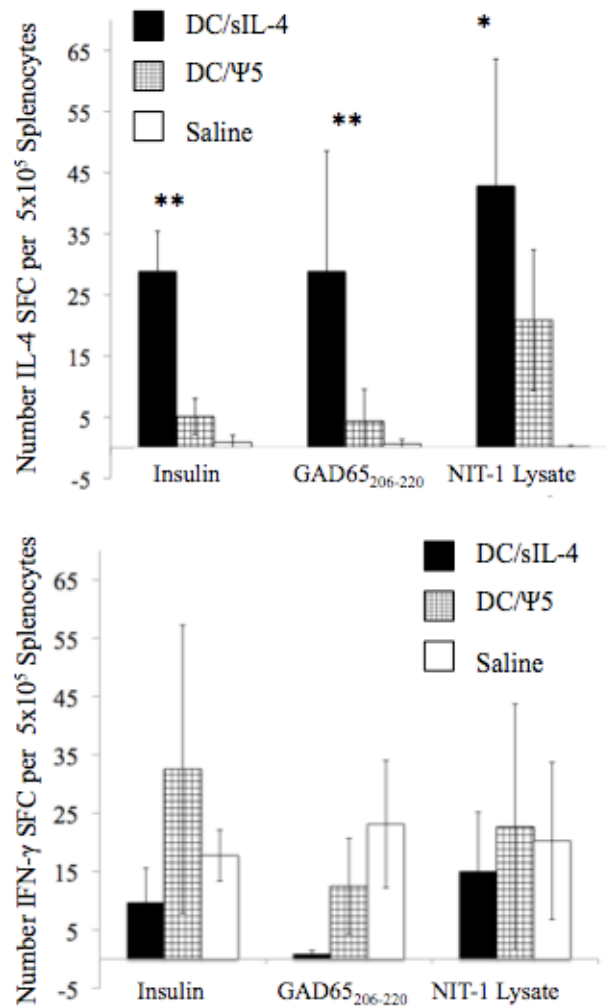 Number IL-4 SFC per 5x10⁵ Splenocytes
65
55
45
35
25
15
5
-5
DC/sIL-4
DC/Ψ5
Saline
**
**
*
Insulin
GAD65₂₀₆₋₂₂₀
NIT-1 Lysate
Number IFN-γ SFC per 5x10⁵ Splenocytes
65
55
45
35
25
15
5
-5
DC/sIL-4
DC/Ψ5
Saline
Insulin
GAD65₂₀₆₋₂₂₀
NIT-1 Lysate